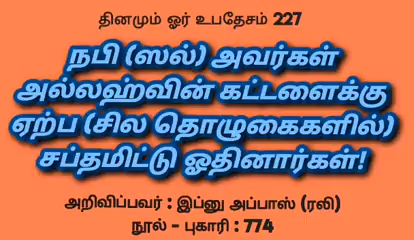 தினமும் ஓர் உபதேசம் 227
நபி (ஸல்) அவர்கள்
அல்லஹ்வின் கட்டளைக்கு
ஏற்ப (சில தொழுகைகளில்)
சப்தமிட்டு ஓதினார்கள்!
அறிவிப்பவர் : இப்னு அப்பாஸ் (ரலி)
நூல் - புகாரி : 774